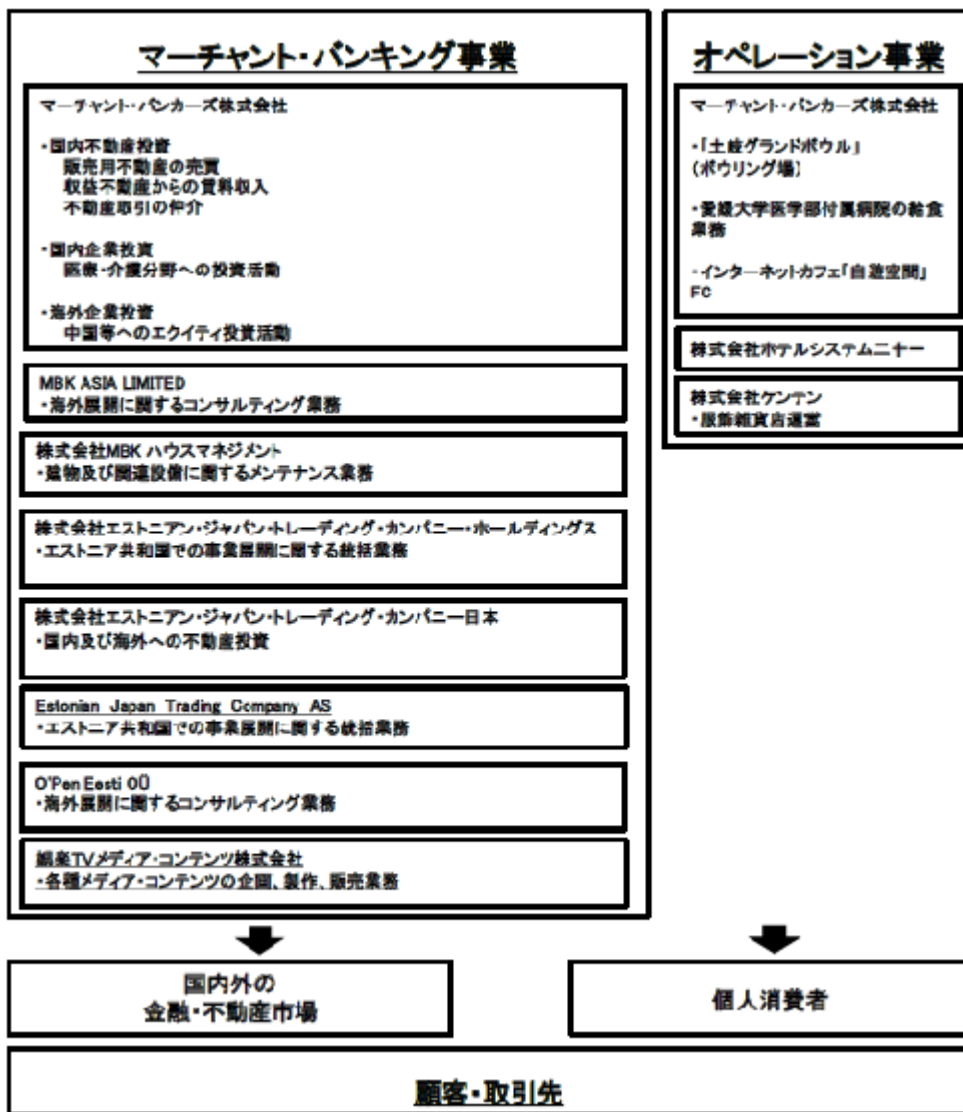 マーチャント・バンキング事業
マーチャント・バンカーズ株式会社
・国内不動産投資
販売用不動産の売買
収益不動産からの賃料収入
不動産取引の仲介
・国内企業投資
医療・介護分野への投資活動
・海外企業投資
中国等へのエクイティ投資活動
MBK ASIA LIMITED
・海外展開に関するコンサルティング業務
株式会社MBK ハウスマネジメント
・建物及び関連設備に関するメンテナンス業務
株式会社エストニアン・ジャパン・トレーディング・カンパニー・ホールディングス
・エストニア共和国での事業展開に関する統括業務
株式会社エストニアン・ジャパン・トレーディング・カンパニー日本
・国内及び海外への不動産投資
Estonian Japan Trading Company AS
・エストニア共和国での事業展開に関する統括業務
O'Pen Eesti OÜ
・海外展開に関するコンサルティング業務
娯楽TVメディア・コンテンツ株式会社
・各種メディア・コンテンツの企画、製作、販売業務
オペレーション事業
マーチャント・バンカーズ株式会社
・「土岐グランドボウル」
(ボウリング場)
・愛媛大学医学部付属病院の給食
業務
・インターネットカフェ「自遊空間」
FC
株式会社ホテルシステム二十一
株式会社ケンテン
・服飾雑貨店運営
国内外の
金融・不動産市場
個人消費者
顧客・取引先